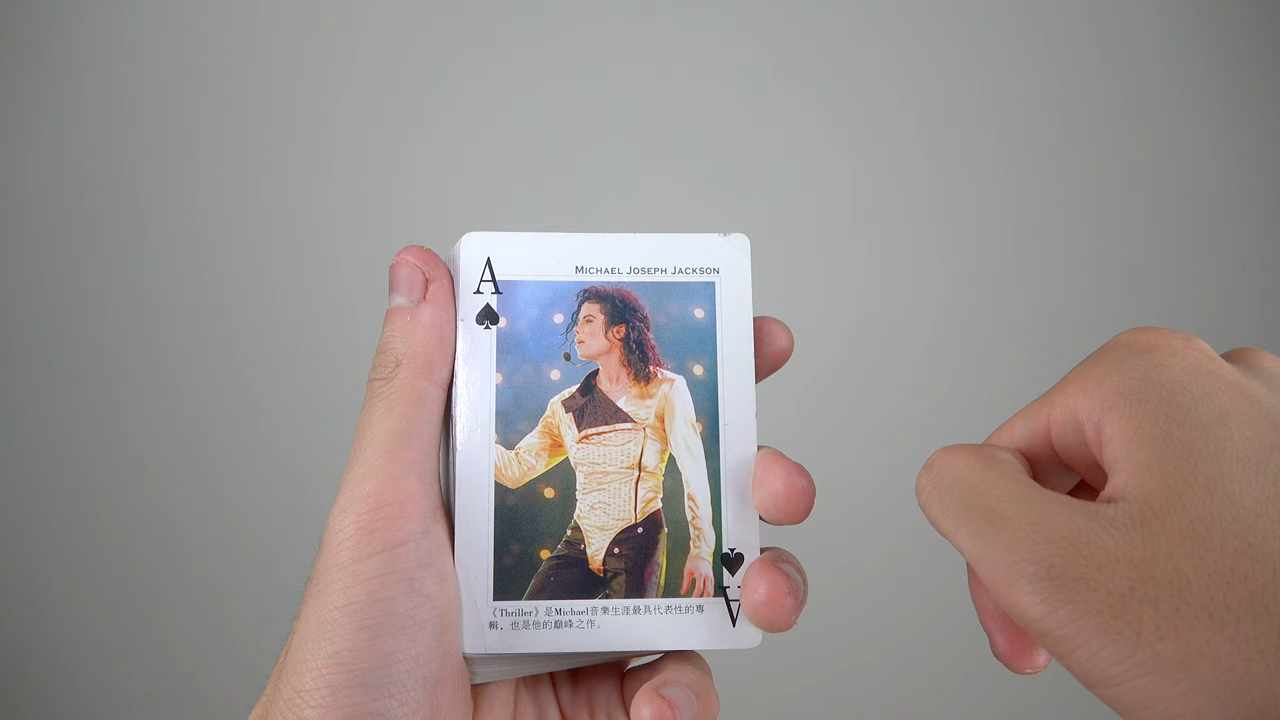 A
MICHAEL JOSEPH JACKSON
《Thriller》是Michael音樂生涯最具代表性的專
輯，也是他的巔峰之作。
A